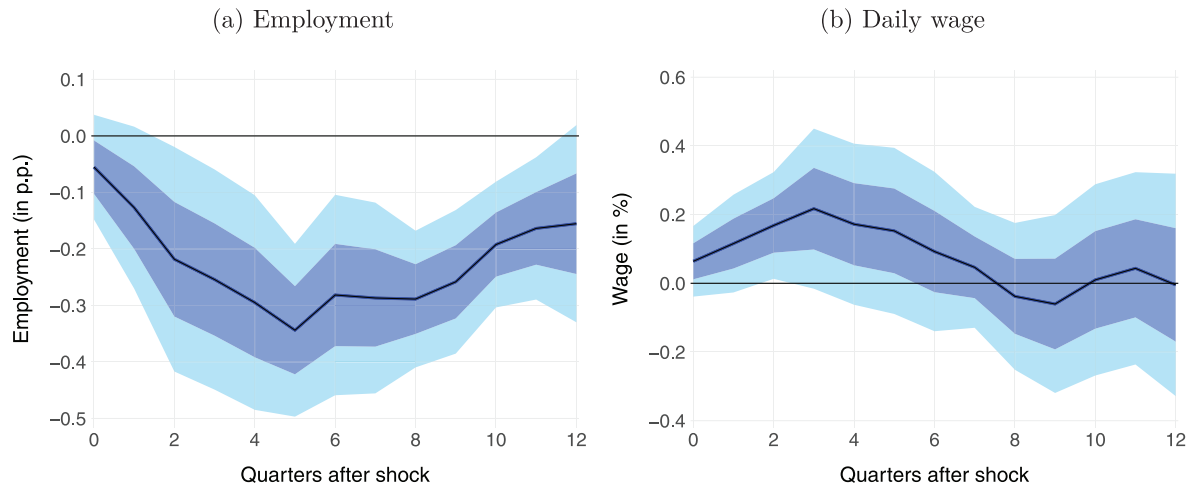 (a) Employment
(b) Daily wage
Employment (in p.p.)
0.1
0.0
−0.1
−0.2
−0.3
−0.4
−0.5
0 2 4 6 8 10 12
Quarters after shock
Wage (in %)
0.6
0.4
0.2
0.0
−0.2
−0.4
0 2 4 6 8 10 12
Quarters after shock